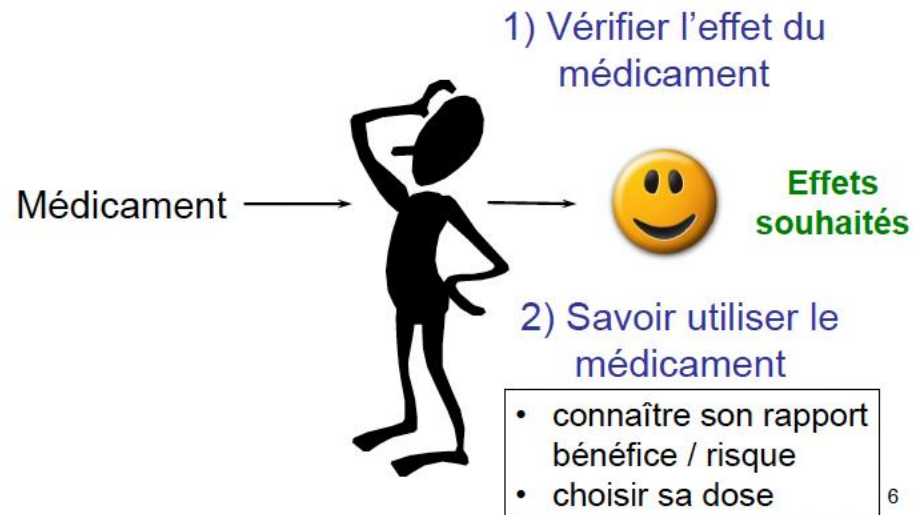 1) Vérifier l’effet du
médicament
Médicament
Effets
souhaités
2) Savoir utiliser le
médicament
• connaître son rapport
bénéfice / risque
• choisir sa dose
6